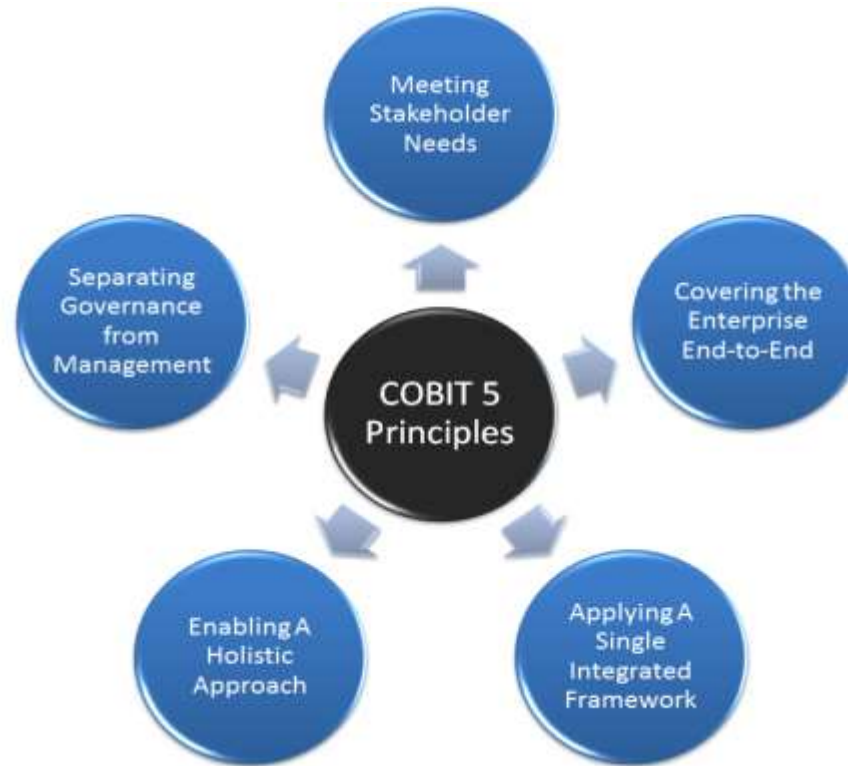 Meeting
Stakeholder
Needs
Separating
Governance
from
Management
Covering the
Enterprise
End-to-End
COBIT 5
Principles
Enabling A
Holistic
Approach
Applying A
Single
Integrated
Framework